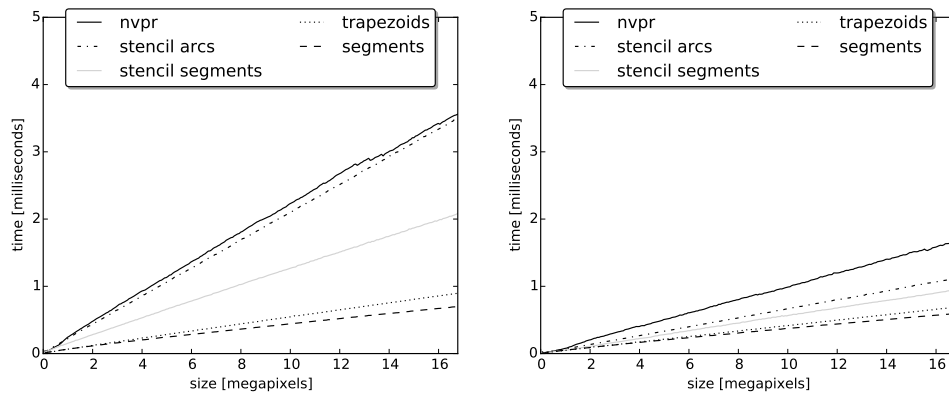 5
4
3
2
1
0
time [milliseconds]
nvpr
stencil arcs
stencil segments
trapezoids
segments
0 2 4 6 8 10 12 14 16
size [megapixels]
5
4
3
2
1
0
time [milliseconds]
nvpr
stencil arcs
stencil segments
trapezoids
segments
0 2 4 6 8 10 12 14 16
size [megapixels]